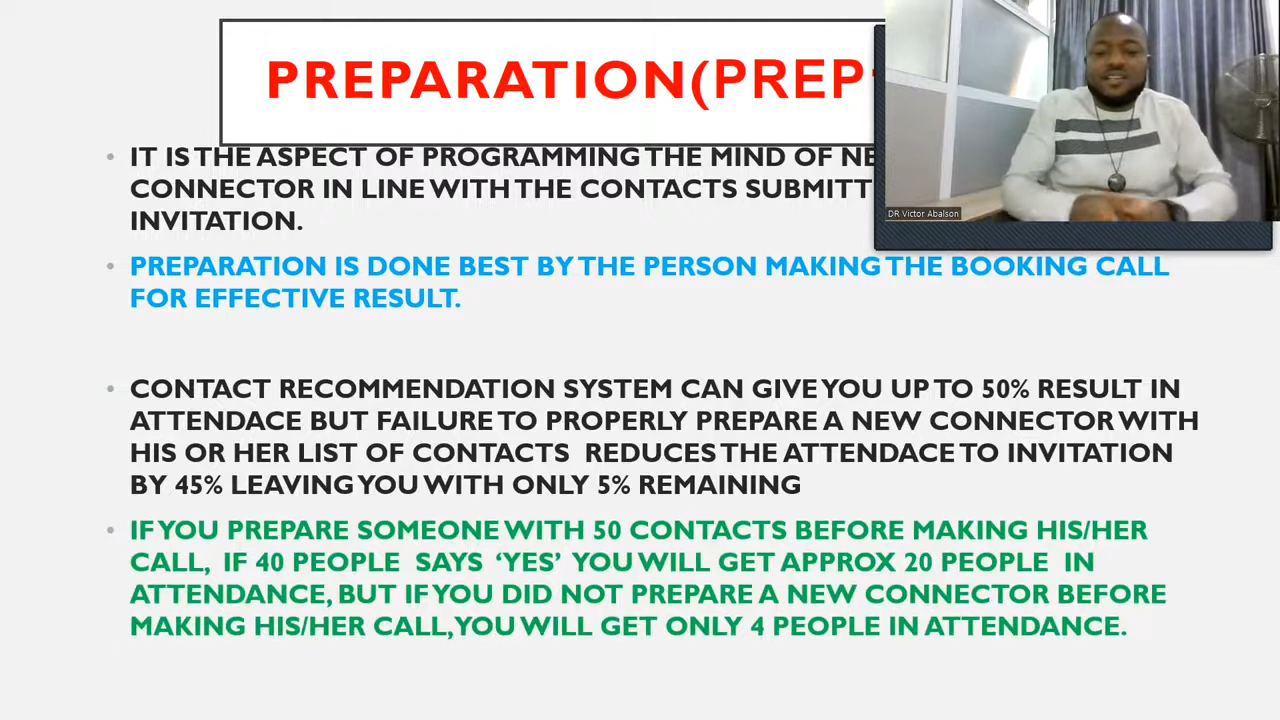 PREPARATION(PREP
IT IS THE ASPECT OF PROGRAMMING THE MIND OF
CONNECTOR IN LINE WITH THE CONTACTS
INVITATION.
DR Victor Abalson
PREPARATION IS DONE BEST BY THE PERSON MAKING THE BOOKING CALL
FOR EFFECTIVE RESULT.
CONTACT RECOMMENDATION SYSTEM CAN GIVE YOU UP TO 50% RESULT IN
ATTENDACE BUT FAILURE TO PROPERLY PREPARE A NEW CONNECTOR WITH
HIS OR HER LIST OF CONTACTS REDUCES THE ATTENDACE TO INVITATION
BY 45% LEAVING YOU WITH ONLY 5% REMAINING
IF YOU PREPARE SOMEONE WITH 50 CONTACTS BEFORE MAKING HIS/HER
CALL, IF 40 PEOPLE SAYS ‘YES’ YOU WILL GET APPROX 20 PEOPLE IN
ATTENDANCE, BUT IF YOU DID NOT PREPARE A NEW CONNECTOR BEFORE
MAKING HIS/HER CALL,YOU WILL GET ONLY 4 PEOPLE IN ATTENDANCE.